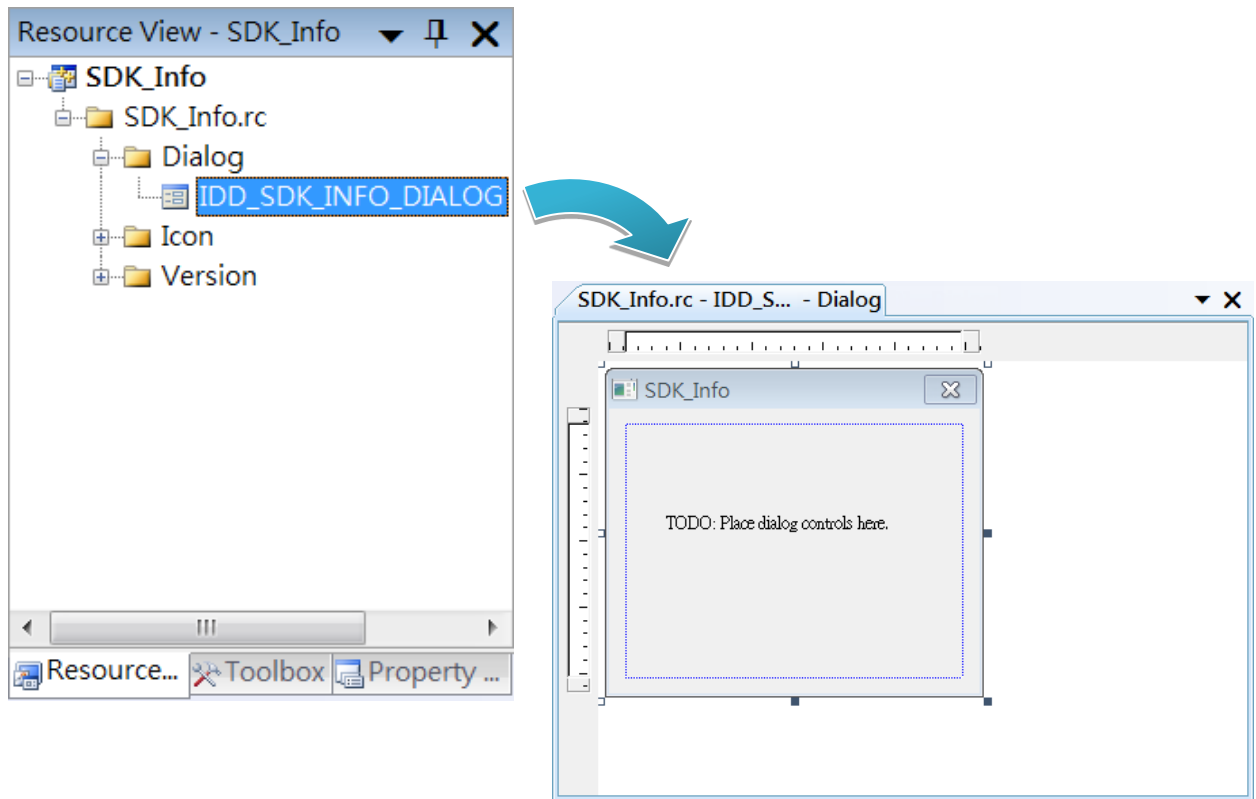 Resource View - SDK_Info
SDK_Info
SDK_Info.rc
Dialog
IDD_SDK_INFO_DIALOG
Icon
Version
Resource... Toolbox Property ...
SDK_Info.rc - IDD_S... - Dialog
SDK_Info
TODO: Place dialog controls here.